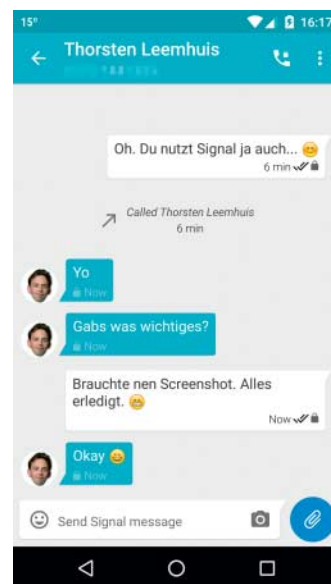 15° 16:17
Thorsten Leemhuis
Oh. Du nutzt Signal ja auch... 😊
6 min
Called Thorsten Leemhuis
6 min
Yo
Now
Gabs was wichtiges?
Now
Brauchte nen Screenshot. Alles
erledigt. 😁
Now
Okay 😊
Now
Send Signal message